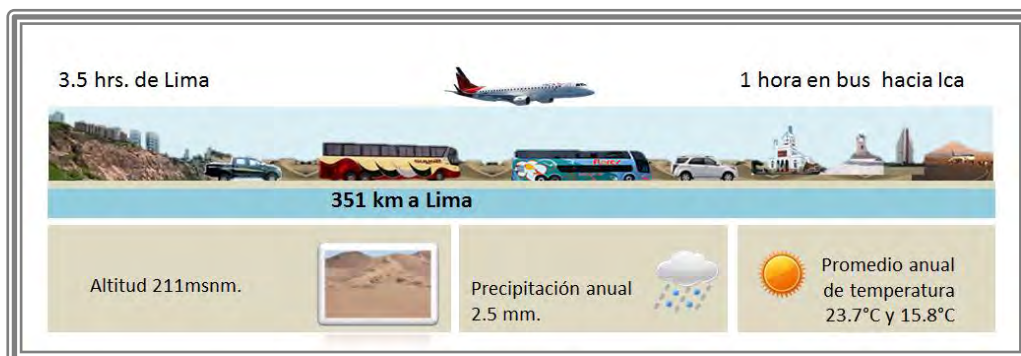 3.5 hrs. de Lima
1 hora en bus hacia Ica
351 km a Lima
Altitud 211msnm.
Precipitación anual
2.5 mm.
Promedio anual
de temperatura
23.7°C y 15.8°C